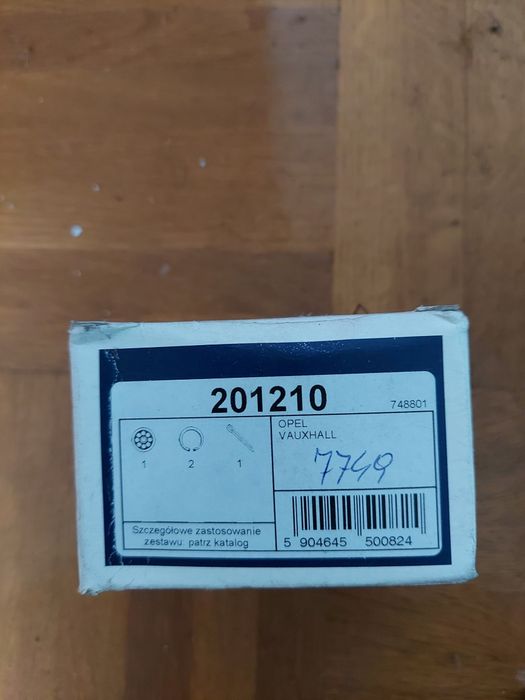 201210
748801
OPEL
VAUXHALL
1 2 1
7749
Szczegółowe zastosowanie
zestawu: patrz katalog
5 904645 500824